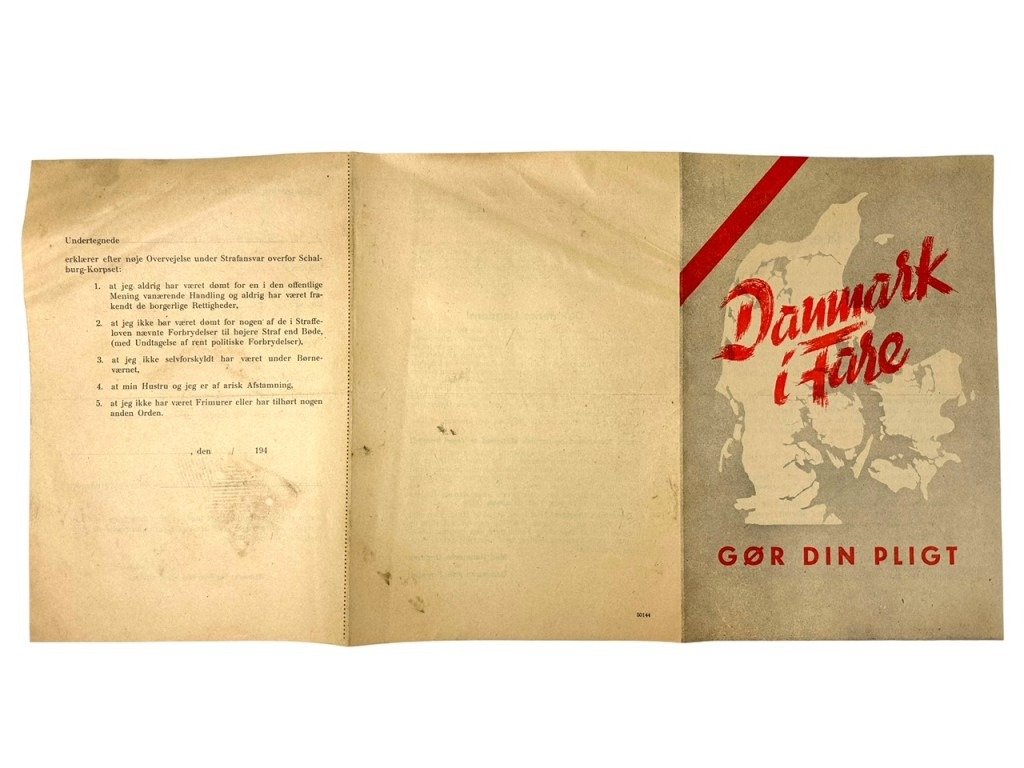 Undertegnede
erklærer efter nøje Overvejelse under Strafansvar overfor Schal-
burg-Korpset:
1. at jeg aldrig har været dømt for en i den offentlige
Mening vanærende Handling og aldrig har været fra-
kendt de borgerlige Rettigheder,
2. at jeg ikke har været dømt for nogen af de i Straffe-
loven nævnte Forbrydelser til højere Straf end Bøde,
(med Undtagelse af rent politiske Forbrydelser),
3. at jeg ikke selvforskyldt har været under Børne-
værnet,
4. at min Hustru og jeg er af arisk Afstamning,
5. at jeg ikke har været Frimurer eller har tilhørt nogen
anden Orden.
, den / 194
50144
Danmark
i Fare
GØR DIN PLIGT